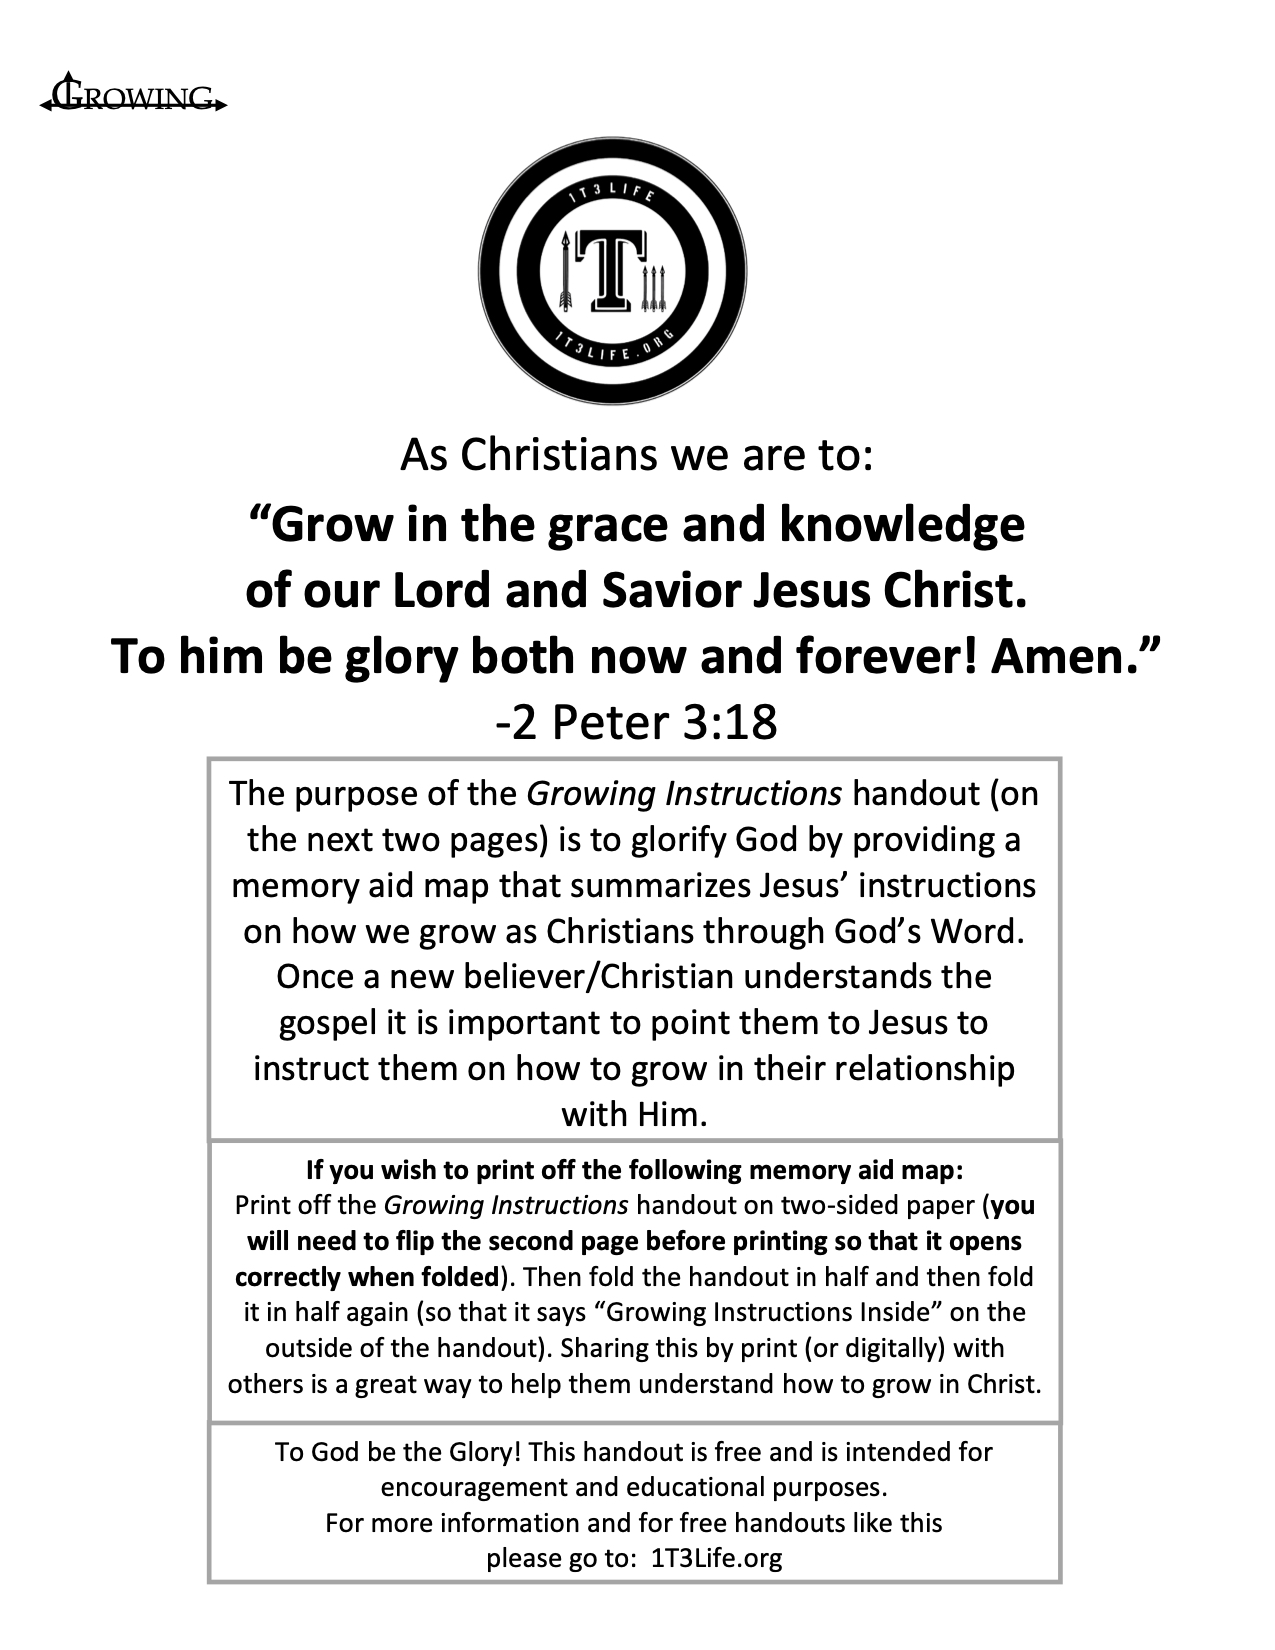 GROWING
1T3LIFE
T
1T3LIFE.ORG
As Christians we are to:
“Grow in the grace and knowledge
of our Lord and Savior Jesus Christ.
To him be glory both now and forever! Amen.”
-2 Peter 3:18
The purpose of the Growing Instructions handout (on
the next two pages) is to glorify God by providing a
memory aid map that summarizes Jesus’ instructions
on how we grow as Christians through God’s Word.
Once a new believer/Christian understands the
gospel it is important to point them to Jesus to
instruct them on how to grow in their relationship
with Him.
If you wish to print off the following memory aid map:
Print off the Growing Instructions handout on two-sided paper (you
will need to flip the second page before printing so that it opens
correctly when folded). Then fold the handout in half and then fold
it in half again (so that it says “Growing Instructions Inside” on the
outside of the handout). Sharing this by print (or digitally) with
others is a great way to help them understand how to grow in Christ.
To God be the Glory! This handout is free and is intended for
encouragement and educational purposes.
For more information and for free handouts like this
please go to:  1T3Life.org